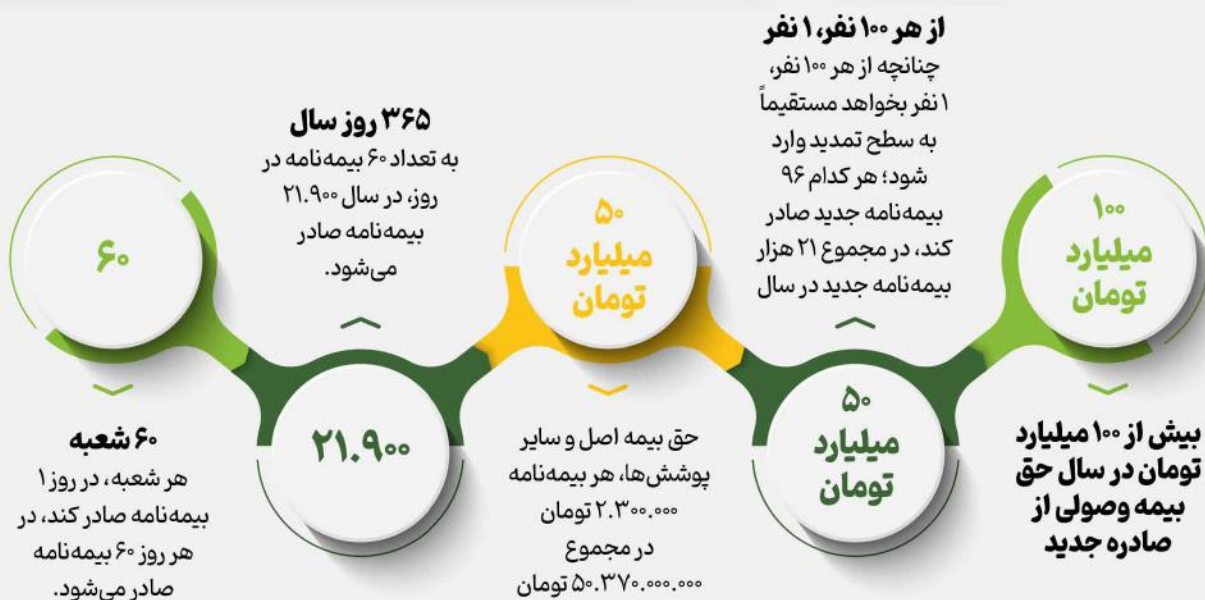 ۶۰
۶۰ شعبه
هر شعبه، در روز ۱
بیمه‌نامه صادر کند، در
هر روز ۶۰ بیمه‌نامه
صادر می‌شود.
۳۶۵ روز سال
به تعداد ۶۰ بیمه‌نامه در
روز، در سال ۲۱.۹۰۰
بیمه‌نامه صادر
می‌شود.
۲۱.۹۰۰
۵۰
میلیارد
تومان
حق بیمه اصل و سایر
پوشش‌ها، هر بیمه‌نامه
۲.۳۰۰.۰۰۰ تومان
در مجموع
۵۰.۳۷۰.۰۰۰.۰۰۰ تومان
از هر ۱۰۰ نفر، ۱ نفر
چنانچه از هر ۱۰۰ نفر،
۱ نفر بخواهد مستقیماً
به سطح تمدید وارد
شود؛ هر کدام ۹۶
بیمه‌نامه جدید صادر
کند، در مجموع ۲۱ هزار
بیمه‌نامه جدید در سال
۵۰
میلیارد
تومان
۱۰۰
میلیارد
تومان
بیش از ۱۰۰ میلیارد
تومان در سال حق
بیمه وصولی از
صادره جدید